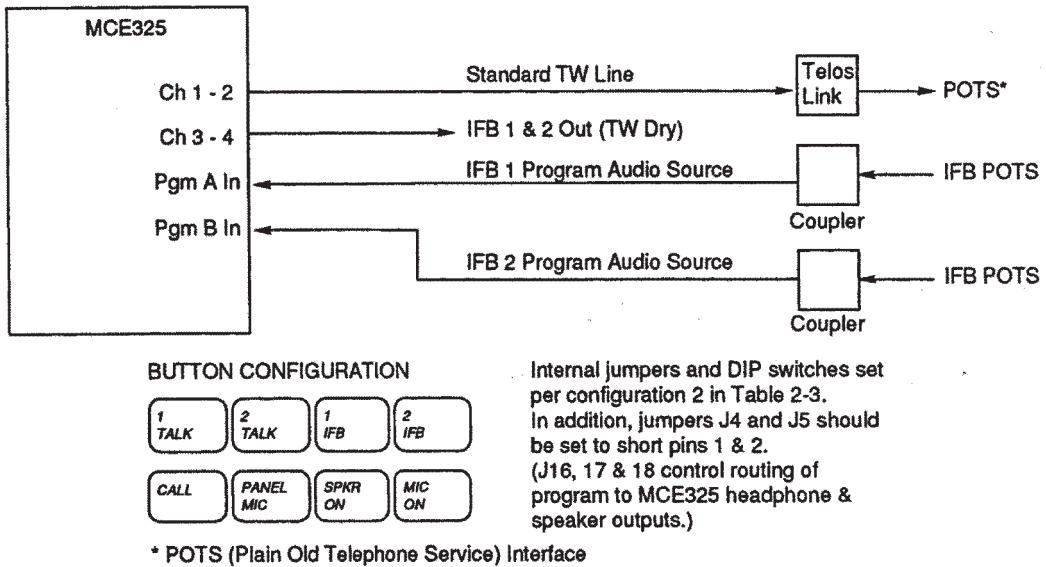 MCE325
Ch 1 - 2
Standard TW Line
Telos
Link
POTS*
Ch 3 - 4
IFB 1 & 2 Out (TW Dry)
Pgm A In
IFB 1 Program Audio Source
IFB POTS
Coupler
Pgm B In
IFB 2 Program Audio Source
IFB POTS
Coupler
BUTTON CONFIGURATION
1
TALK
2
TALK
1
IFB
2
IFB
CALL
PANEL
MIC
SPKR
ON
MIC
ON
Internal jumpers and DIP switches set
per configuration 2 in Table 2-3.
In addition, jumpers J4 and J5 should
be set to short pins 1 & 2.
(J16, 17 & 18 control routing of
program to MCE325 headphone &
speaker outputs.)
* POTS (Plain Old Telephone Service) Interface